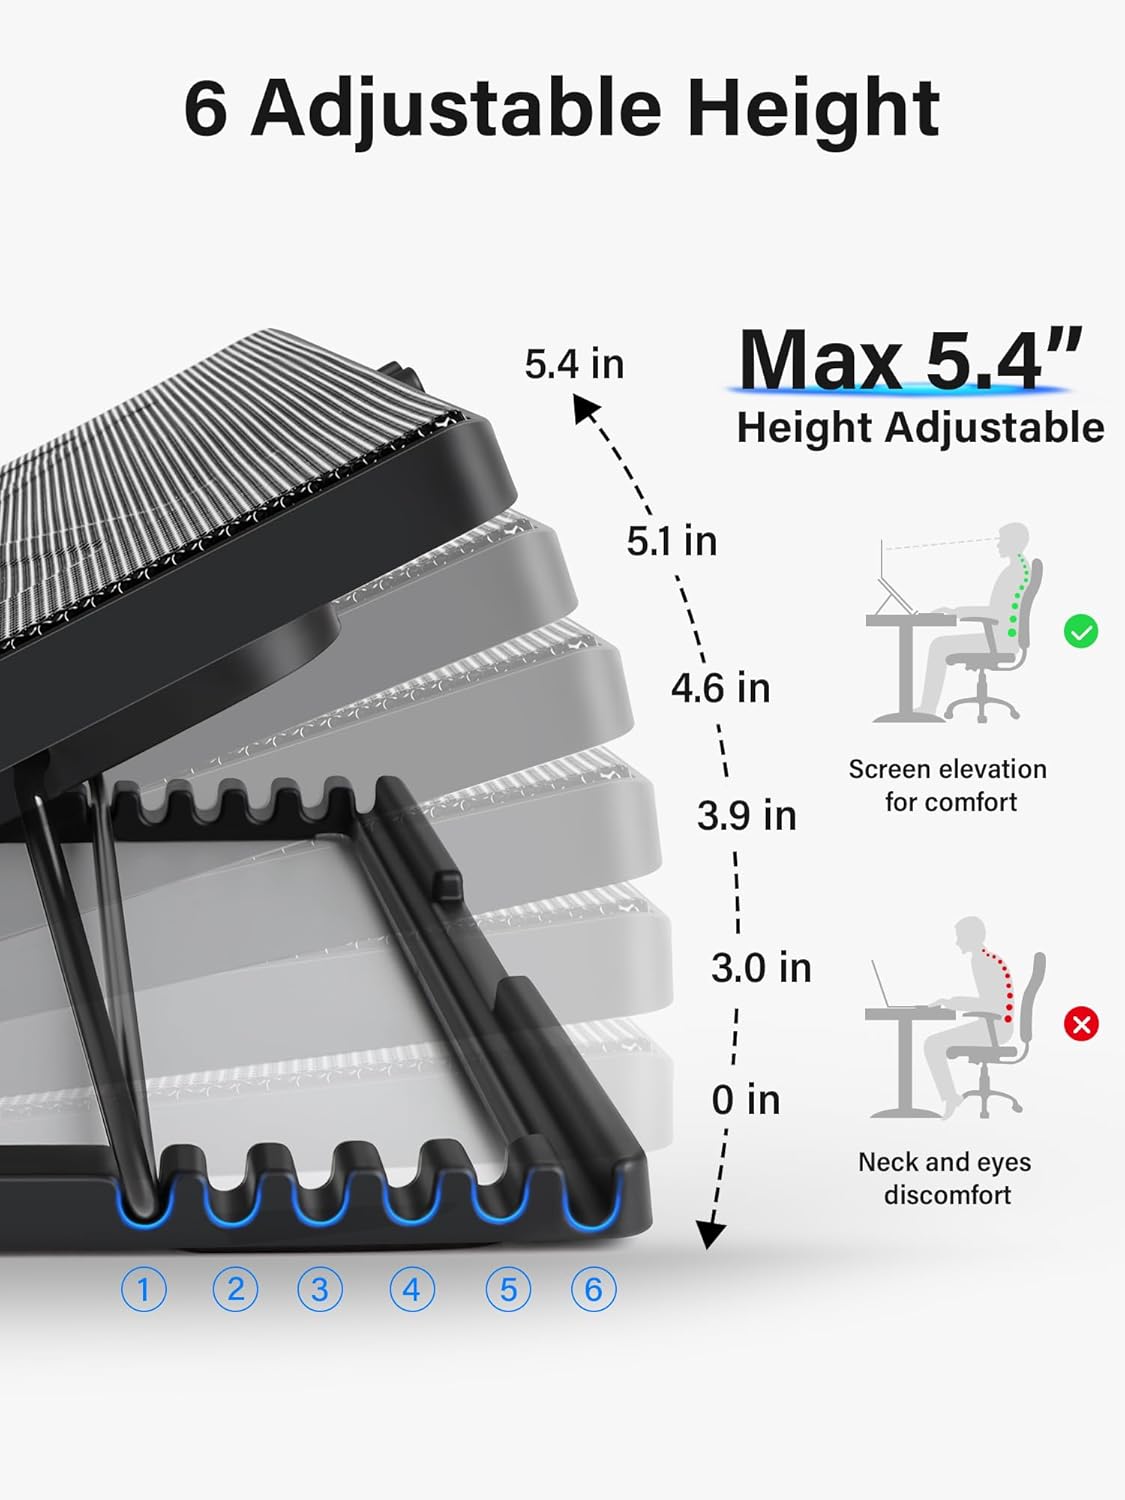 6 Adjustable Height
Max 5.4”
Height Adjustable
5.4 in
5.1 in
4.6 in
3.9 in
3.0 in
0 in
Screen elevation
for comfort
Neck and eyes
discomfort
1 2 3 4 5 6